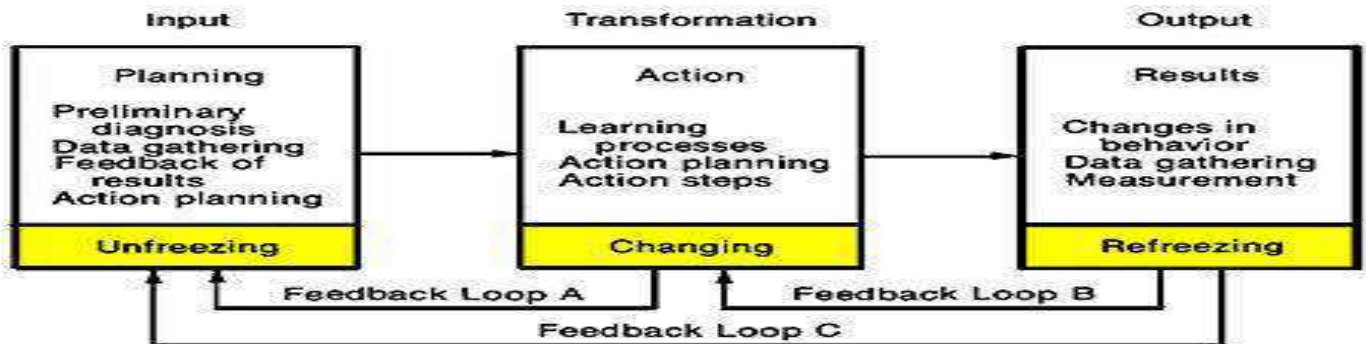 Input
Transformation
Output
Planning
Preliminary
diagnosis
Data gathering
Feedback of
results
Action planning
Unfreezing
Action
Learning
processes
Action planning
Action steps
Changing
Results
Changes in
behavior
Data gathering
Measurement
Refreezing
Feedback Loop A
Feedback Loop B
Feedback Loop C